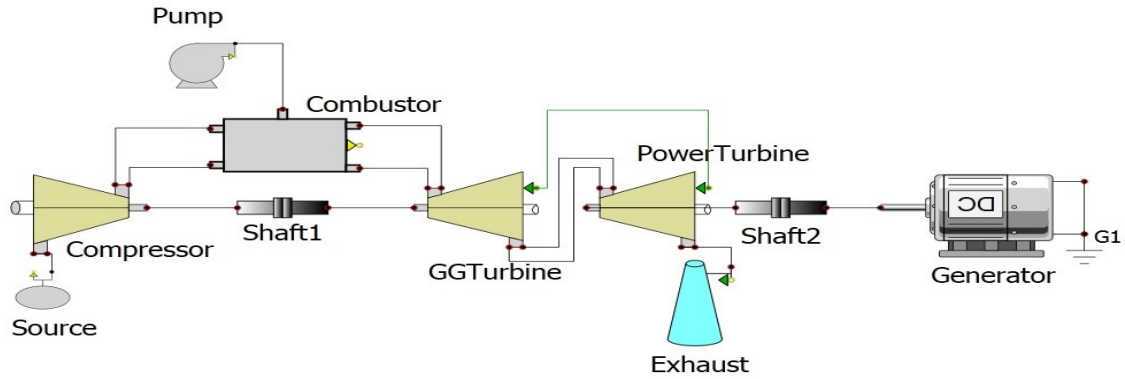 Pump
Combustor
PowerTurbine
Compressor
Shaft1
GGTurbine
Shaft2
DC
G1
Generator
Source
Exhaust